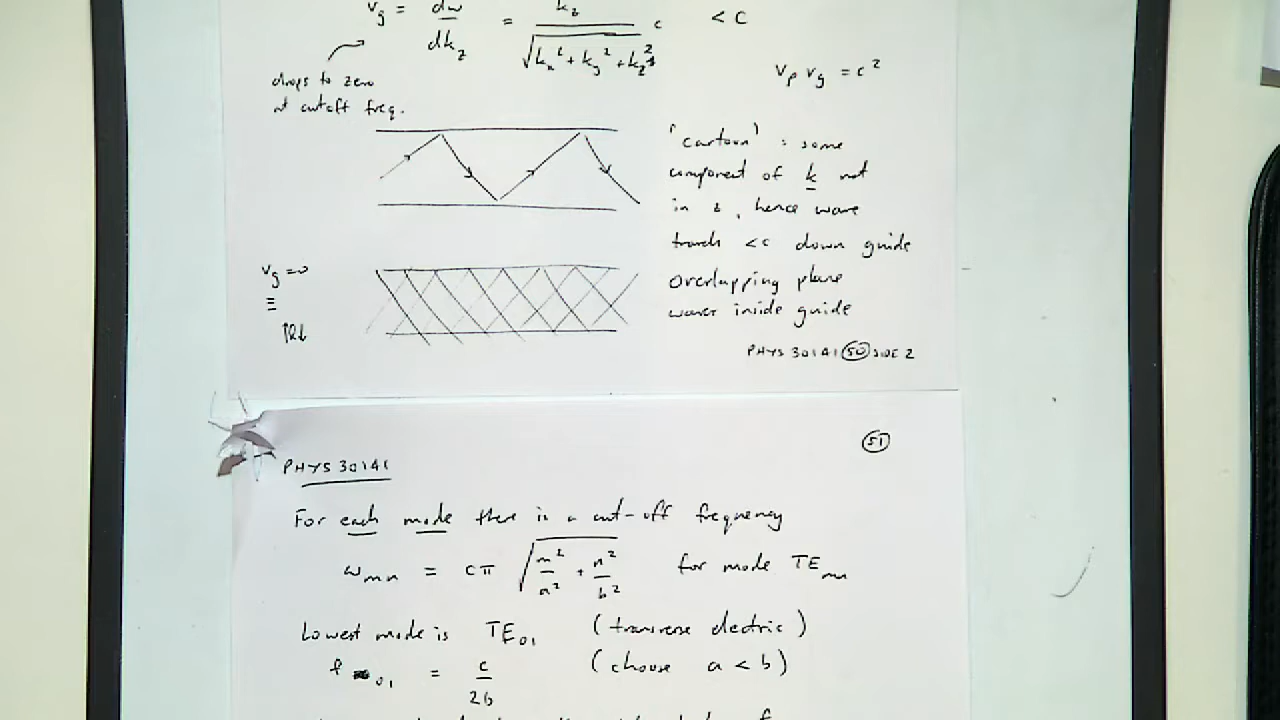 v_g = dω/dk_z = k_z/√(k_x² + k_y² + k_z²) c < c
drops to zero
at cutoff freq.
v_p v_g = c²
'cartoon' : some
component of k not
in z, hence wave
travels <c down guide
overlapping plane
waves inside guide
v_g = 0
≡
PHYS 30141 (50) SIDE 2
(51)
PHYS 30141
For each mode there is a cut-off frequency
ω_mn = cπ √(m²/a² + n²/b²) for mode TE_mn
Lowest mode is TE_01 (transverse electric)
f_01 = c/2b (choose a < b)